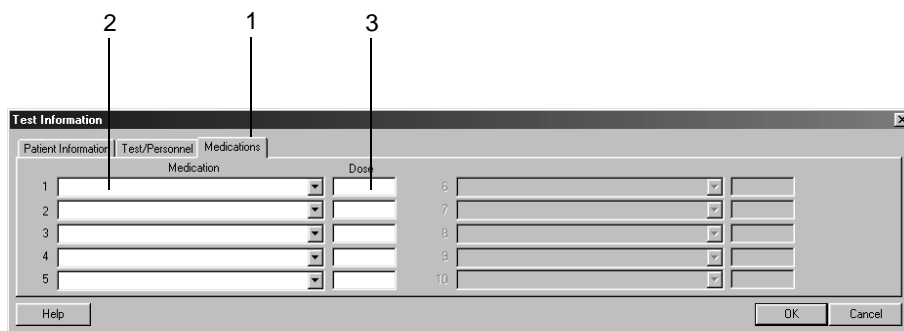 2 1 3
Test Information
Patient Information Test/Personnel Medications
Medication Dose
1 6
2 7
3 8
4 9
5 10
Help OK Cancel